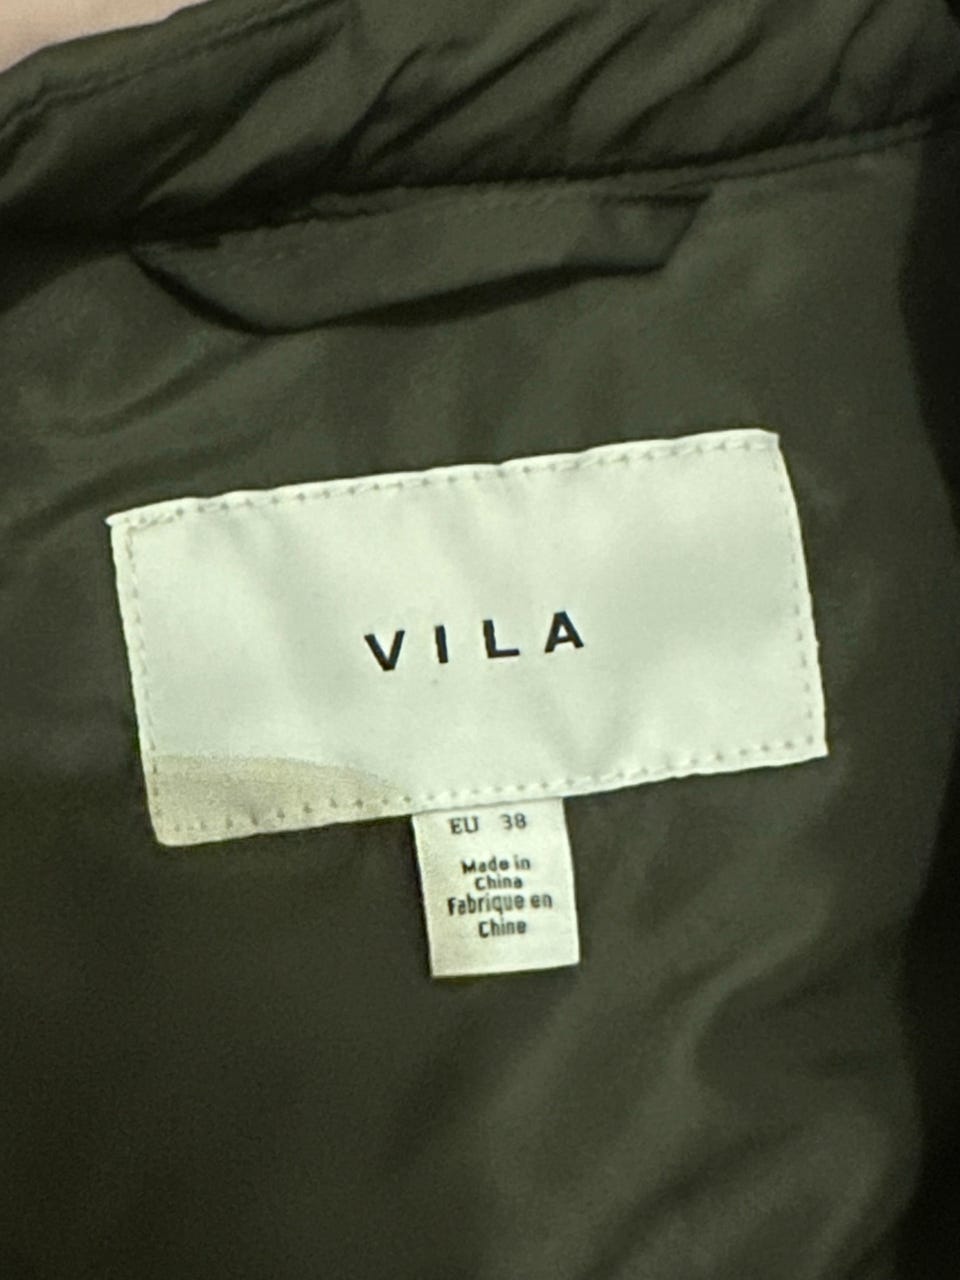 VILA
EU 38
Made in
China
Fabrique en
Chine